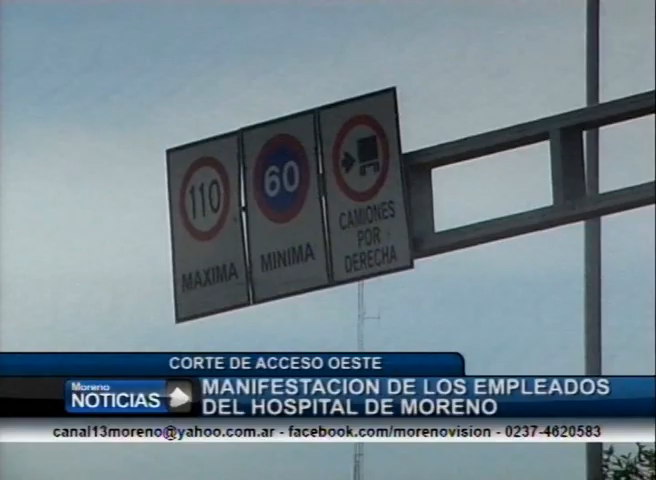 110
MAXIMA
60
MINIMA
CAMIONES
POR
DERECHA
CORTE DE ACCESO OESTE
Moreno
NOTICIAS
MANIFESTACION DE LOS EMPLEADOS
DEL HOSPITAL DE MORENO
canal13moreno@yahoo.com.ar - facebook.com/morenovision - 0237-4620583